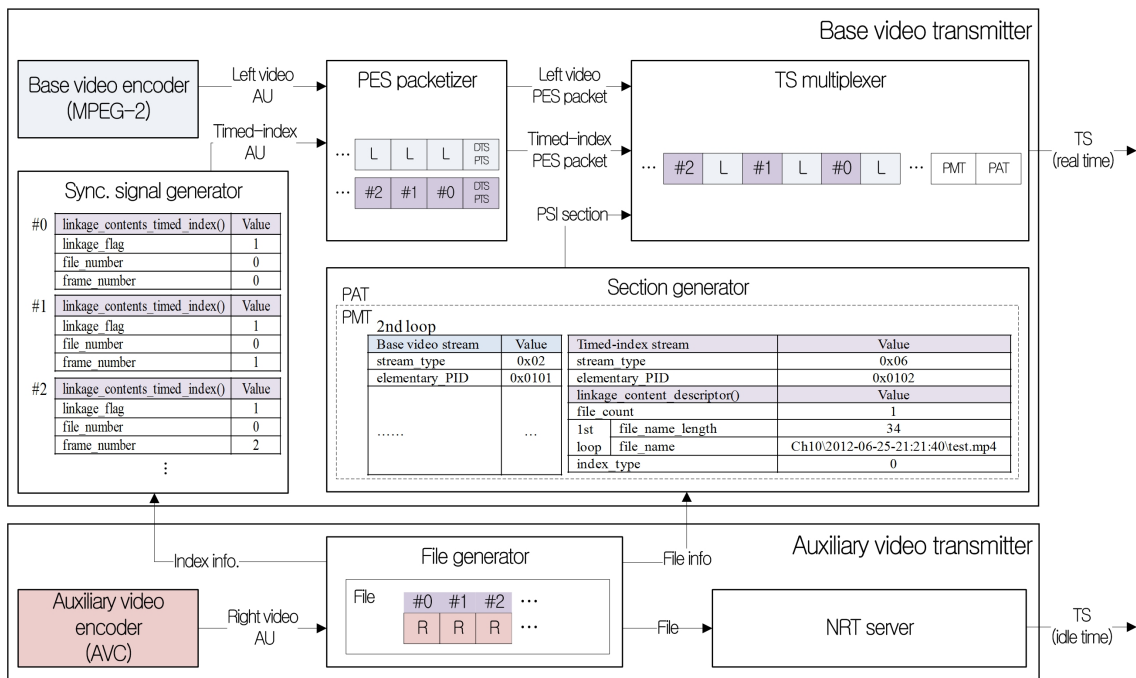 Base video transmitter
Base video encoder
(MPEG-2)
Left video
AU
Timed-index
AU
PES packetizer
... L L L DTS
PTS
... #2 #1 #0 DTS
PTS
Left video
PES packet
Timed-index
PES packet
PSI section
TS multiplexer
... #2 L #1 L #0 L ... PMT PAT
TS
(real time)
Sync. signal generator
#0 linkage_contents_timed_index() Value
linkage_flag 1
file_number 0
frame_number 0
#1 linkage_contents_timed_index() Value
linkage_flag 1
file_number 0
frame_number 1
#2 linkage_contents_timed_index() Value
linkage_flag 1
file_number 0
frame_number 2
⋮
Section generator
PAT
PMT
2nd loop
Base video stream Value
stream_type 0x02
elementary_PID 0x0101
…… …
Timed-index stream Value
stream_type 0x06
elementary_PID 0x0102
linkage_content_descriptor() Value
file_count 1
1st file_name_length 34
loop file_name Ch10\2012-06-25-21:21:40\test.mp4
index_type 0
Index info.
File info
Auxiliary video transmitter
Auxiliary video
encoder
(AVC)
Right video
AU
File generator
File
#0 #1 #2 ...
R R R ...
File
NRT server
TS
(idle time)